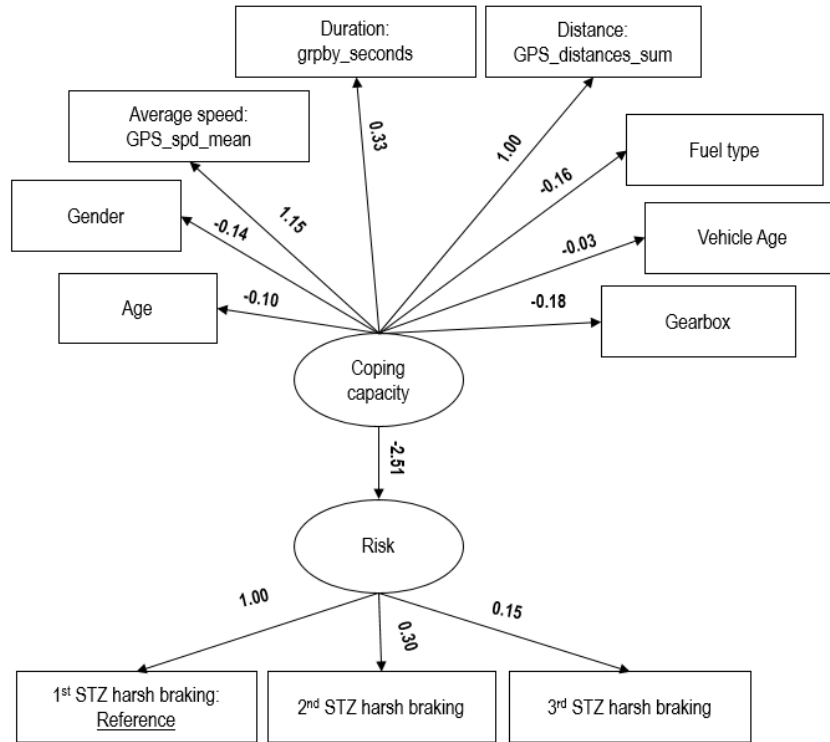 Duration:
grpby_seconds
Distance:
GPS_distances_sum
Average speed:
GPS_spd_mean
Fuel type
Gender
Vehicle Age
Age
Gearbox
0.33
1.00
-0.16
1.15
-0.14
-0.03
-0.10
-0.18
Coping
capacity
-2.51
Risk
1.00
0.30
0.15
1st STZ harsh braking:
Reference
2nd STZ harsh braking
3rd STZ harsh braking